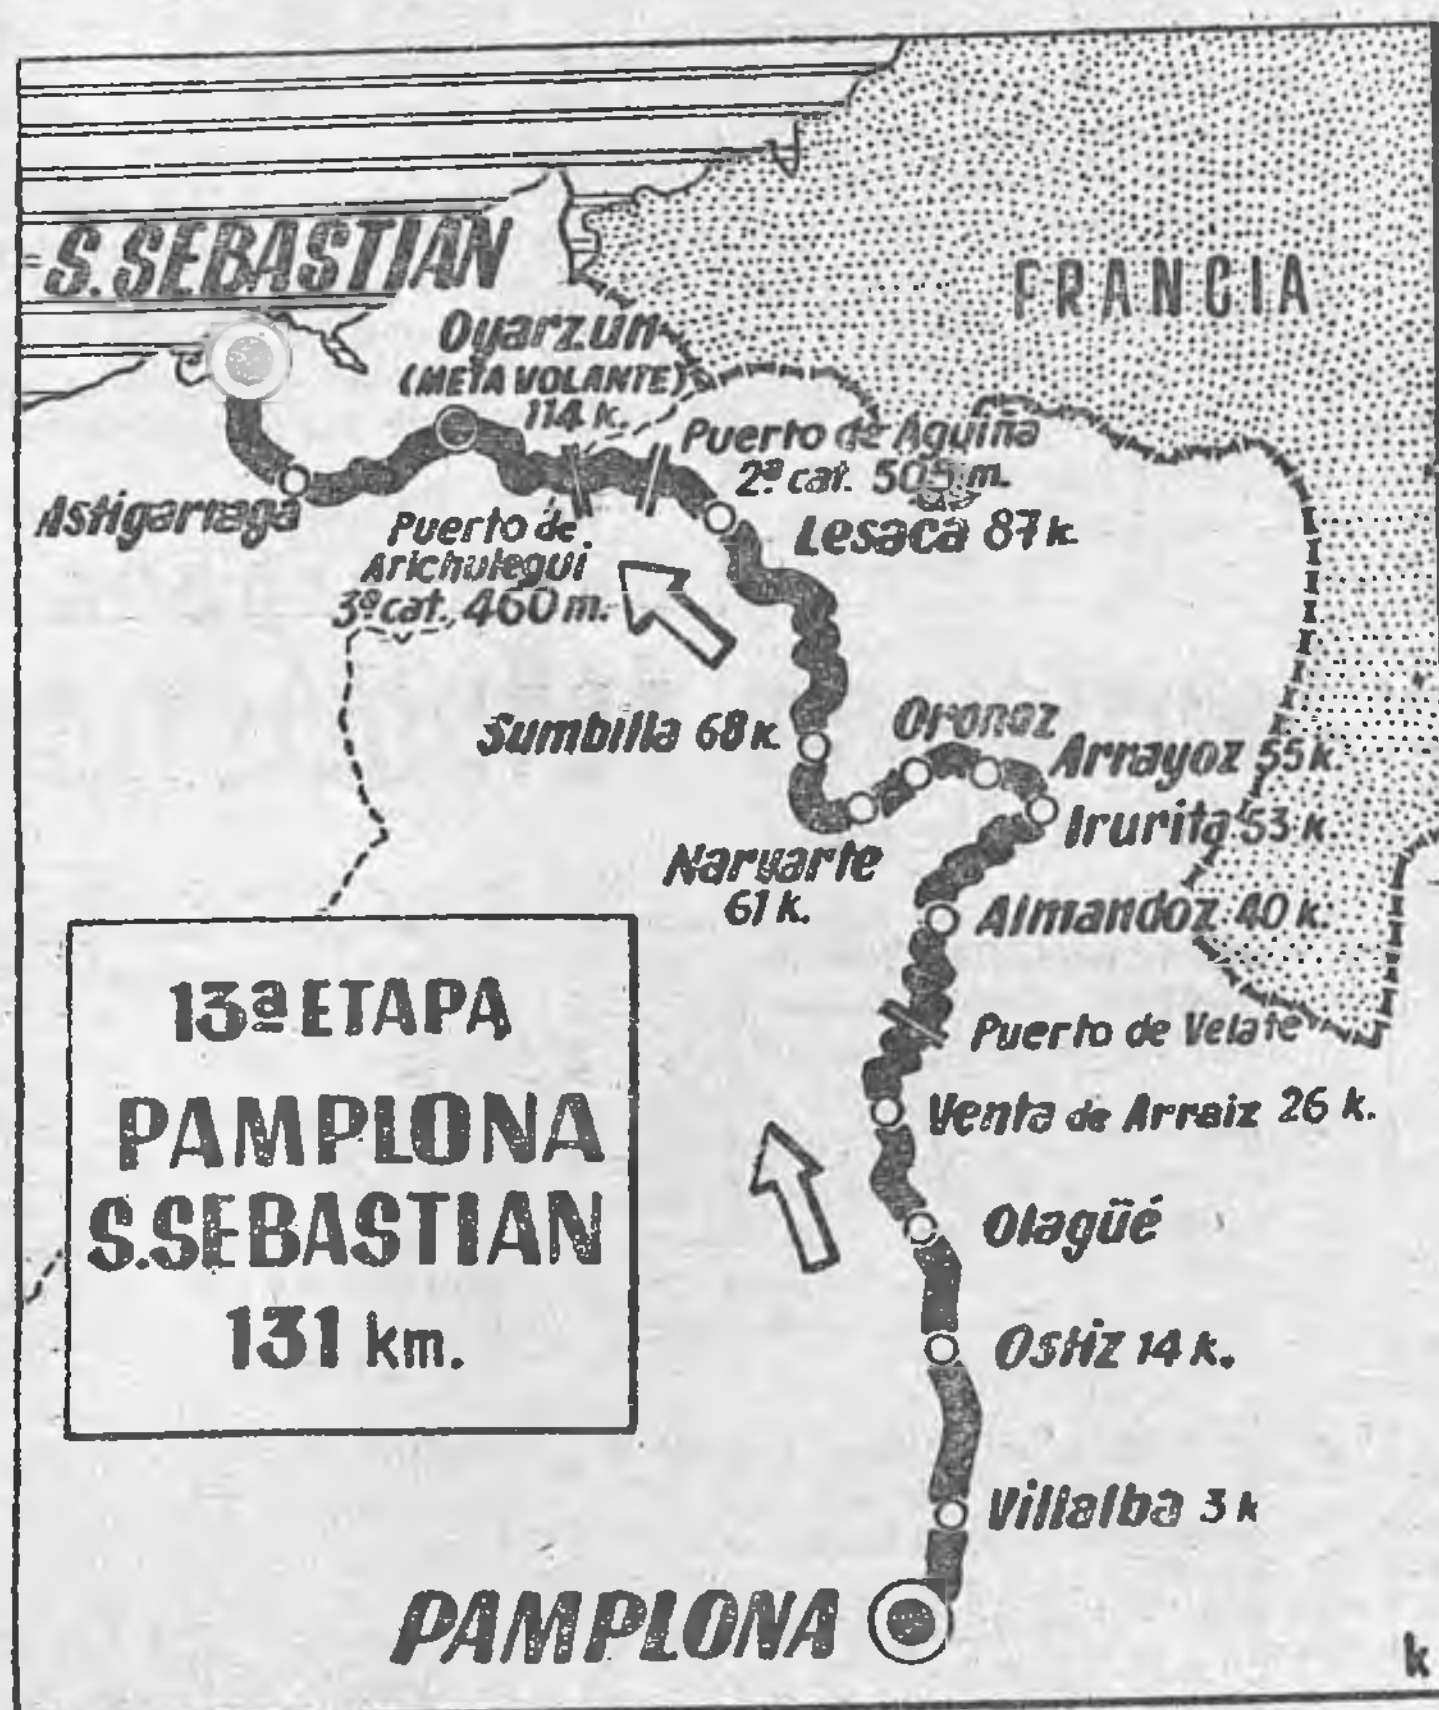 S.SEBASTIAN
FRANCIA
Oyarzun
(META VOLANTE)
114 k.
Puerto de Aguiña
2ª cat. 505 m.
Lesaca 87 k.
Astigarraga
Puerto de
Arichulegui
3ª cat. 460 m.
Sumbilla 68 k.
Oronoz
Arrayoz 55 k.
Irurita 53 k.
Narvarte
61 k.
Almandoz 40 k.
Puerto de Velate
Venta de Arraiz 26 k.
Olagüé
Ostiz 14 k.
Villalba 3 k
PAMPLONA
13ª ETAPA
PAMPLONA
S.SEBASTIAN
131 km.
k